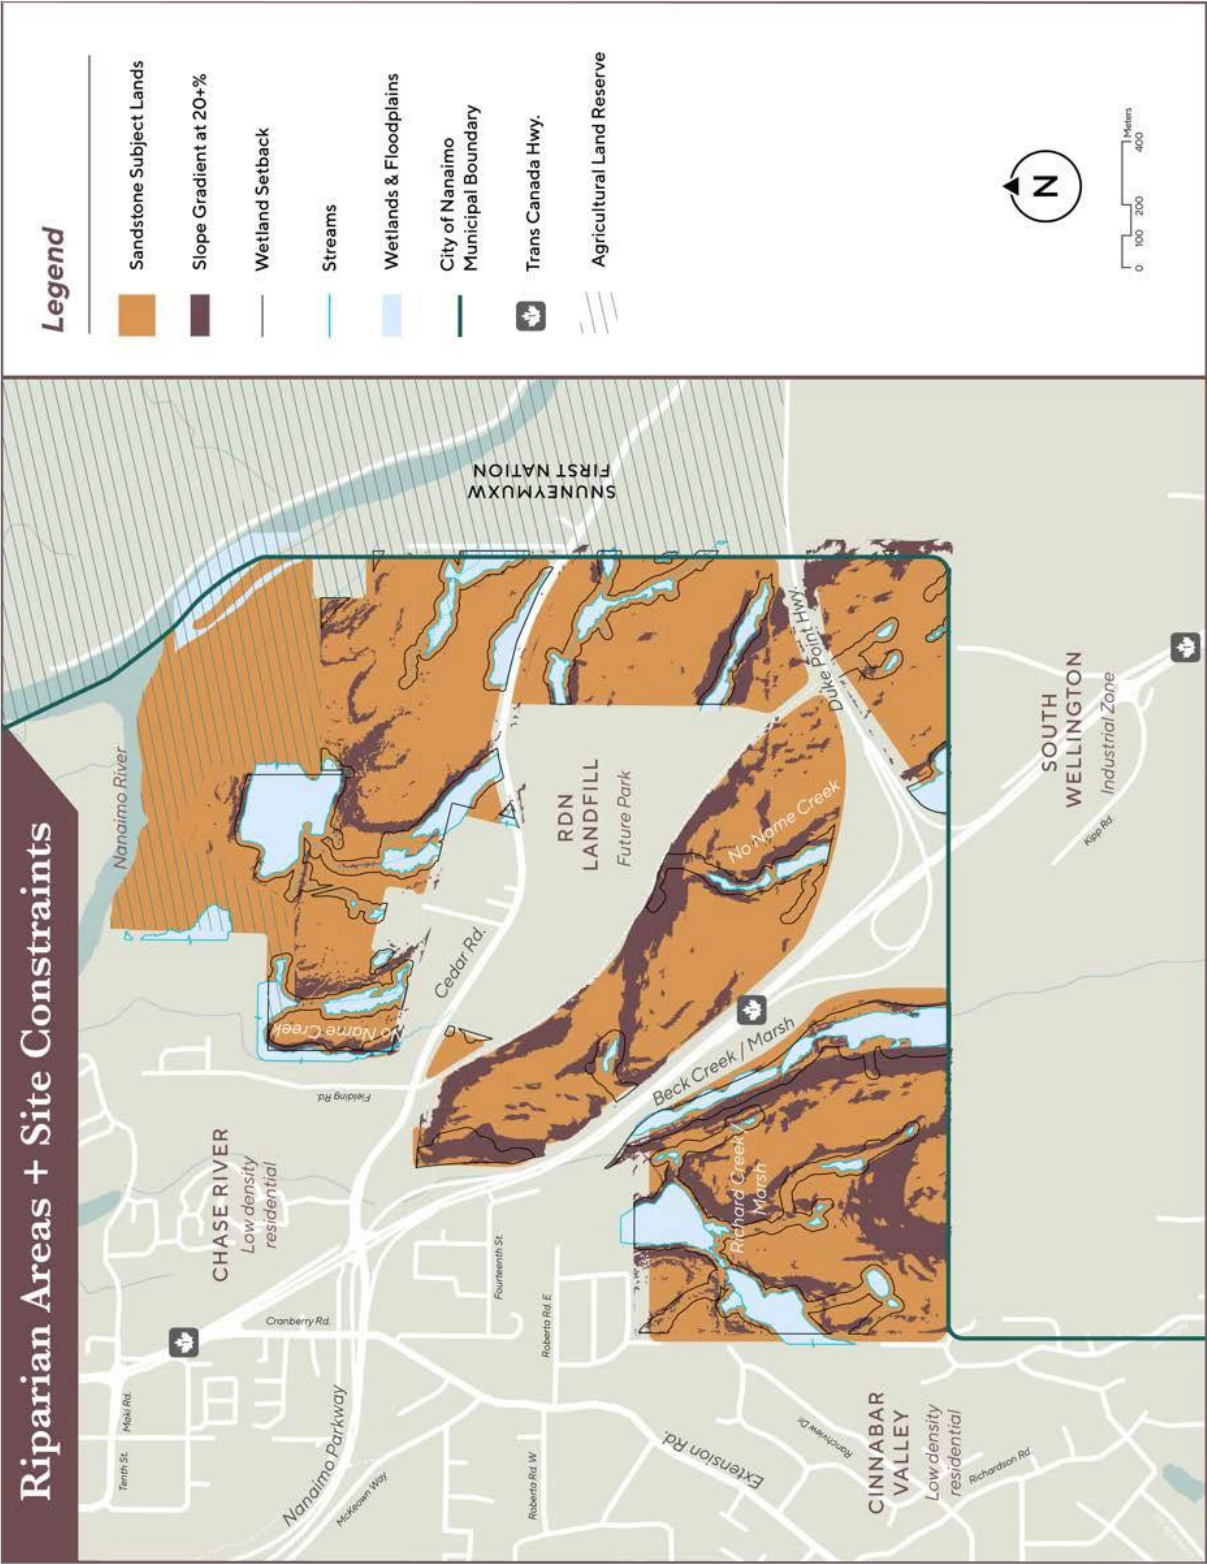 Riparian Areas + Site Constraints
Legend
Sandstone Subject Lands
Slope Gradient at 20+%
Wetland Setback
Streams
Wetlands & Floodplains
City of Nanaimo
Municipal Boundary
Trans Canada Hwy.
Agricultural Land Reserve
N
0 100 200 400
Meters
Nanaimo River
SNUNEYMUXW
FIRST NATION
No Name Creek
Cedar Rd.
Fielding Rd.
CHASE RIVER
Low density
residential
Tenth St.
Maki Rd.
Cranberry Rd.
Nanaimo Parkway
McKeown Way
Fourteenth St.
Roberta Rd. E
Roberta Rd. W
Extension Rd.
RDN
LANDFILL
Future Park
No Name Creek
Duke Point Hwy.
Beck Creek / Marsh
Richard Creek /
Marsh
Ranchview Dr.
CINNABAR
VALLEY
Low density
residential
Richardson Rd.
SOUTH
WELLINGTON
Industrial Zone
Kipp Rd.